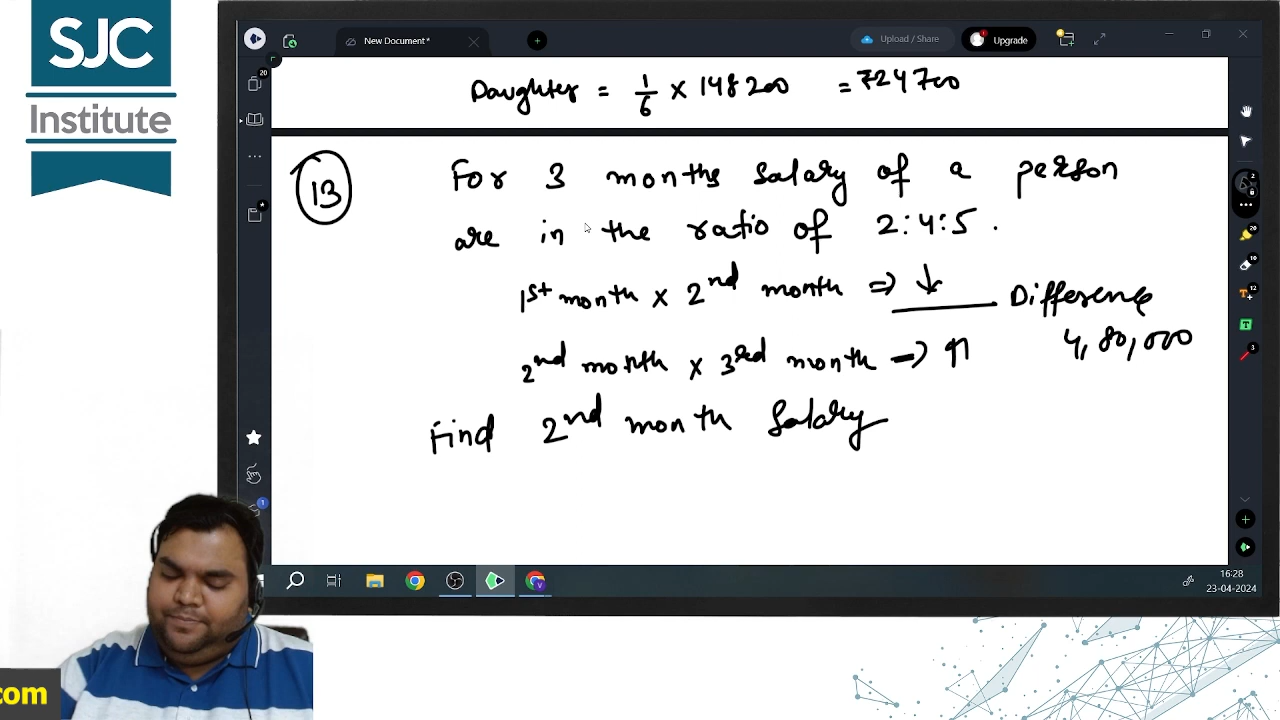 SJC
Institute
New Document*
Upload / Share
Upgrade
Daughter = 1/6 × 148200 = ₹24700
13
For 3 months salary of a person
are in the ratio of 2:4:5.
1st month × 2nd month ⇒ ↓
Difference
4,80,000
2nd month × 3rd month → ↑
Find 2nd month salary
16:28
23-04-2024
com